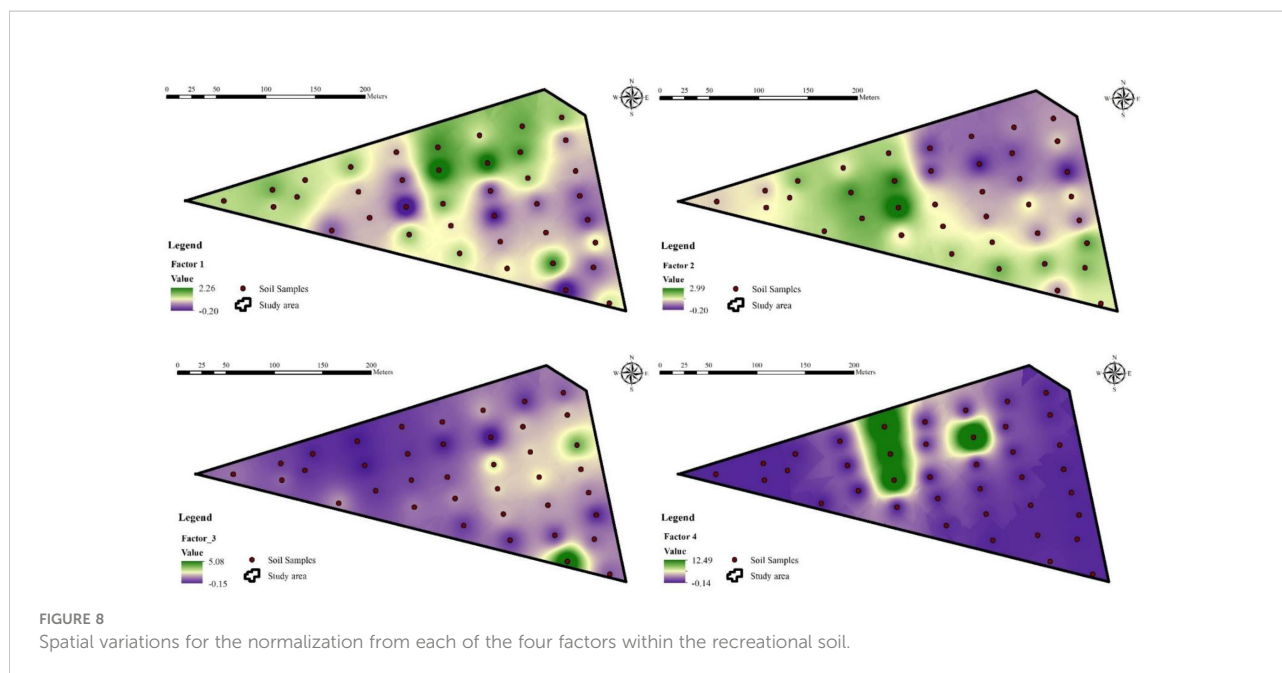 0 25 50 100 150 200
Meters
N
W E
S
Legend
Factor 1
Value
2.26
-0.20
Soil Samples
Study area
0 25 50 100 150 200
Meters
N
W E
S
Legend
Factor 2
Value
2.99
-0.20
Soil Samples
Study area
0 25 50 100 150 200
Meters
N
W E
S
Legend
Factor_3
Value
5.08
-0.15
Soil Samples
Study area
0 25 50 100 150 200
Meters
N
W E
S
Legend
Factor 4
Value
12.49
-0.14
Soil Samples
Study area
FIGURE 8
Spatial variations for the normalization from each of the four factors within the recreational soil.